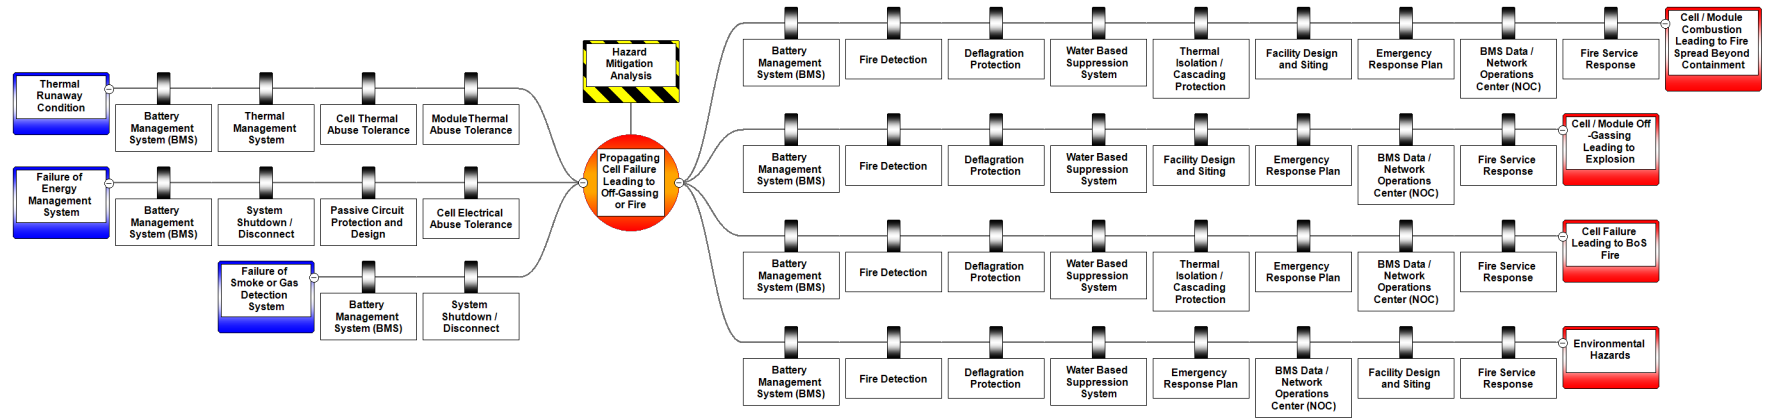 Thermal
Runaway
Condition
Battery
Management
System (BMS)
Thermal
Management
System
Cell Thermal
Abuse Tolerance
ModuleThermal
Abuse Tolerance
Failure of
Energy
Management
System
Battery
Management
System (BMS)
System
Shutdown /
Disconnect
Passive Circuit
Protection and
Design
Cell Electrical
Abuse Tolerance
Failure of
Smoke or Gas
Detection
System
Battery
Management
System (BMS)
System
Shutdown /
Disconnect
Hazard
Mitigation
Analysis
Propagating
Cell Failure
Leading to
Off-Gassing
or Fire
Battery
Management
System (BMS)
Fire Detection
Deflagration
Protection
Water Based
Suppression
System
Thermal
Isolation /
Cascading
Protection
Facility Design
and Siting
Emergency
Response Plan
BMS Data /
Network
Operations
Center (NOC)
Fire Service
Response
Cell / Module
Combustion
Leading to Fire
Spread Beyond
Containment
Battery
Management
System (BMS)
Fire Detection
Deflagration
Protection
Water Based
Suppression
System
Facility Design
and Siting
Emergency
Response Plan
BMS Data /
Network
Operations
Center (NOC)
Fire Service
Response
Cell / Module Off
-Gassing
Leading to
Explosion
Battery
Management
System (BMS)
Fire Detection
Deflagration
Protection
Water Based
Suppression
System
Thermal
Isolation /
Cascading
Protection
Emergency
Response Plan
BMS Data /
Network
Operations
Center (NOC)
Fire Service
Response
Cell Failure
Leading to BoS
Fire
Battery
Management
System (BMS)
Fire Detection
Deflagration
Protection
Water Based
Suppression
System
Emergency
Response Plan
BMS Data /
Network
Operations
Center (NOC)
Facility Design
and Siting
Fire Service
Response
Environmental
Hazards